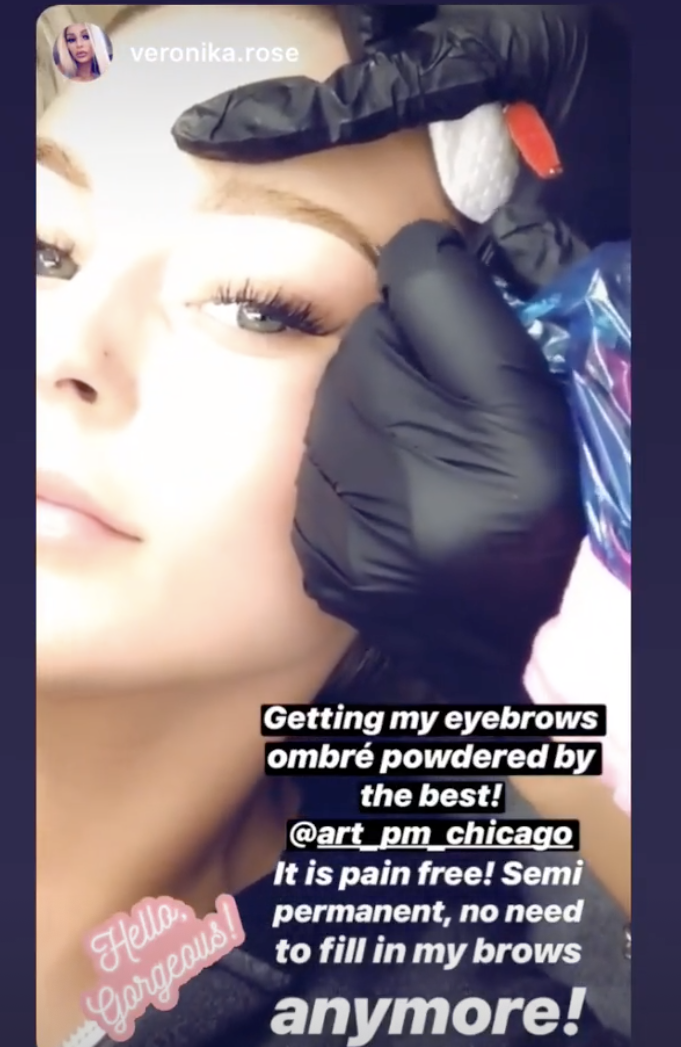 veronika.rose
Getting my eyebrows
ombré powdered by
the best!
@art_pm_chicago
It is pain free! Semi
permanent, no need
to fill in my brows
anymore!
Hello,
Gorgeous!